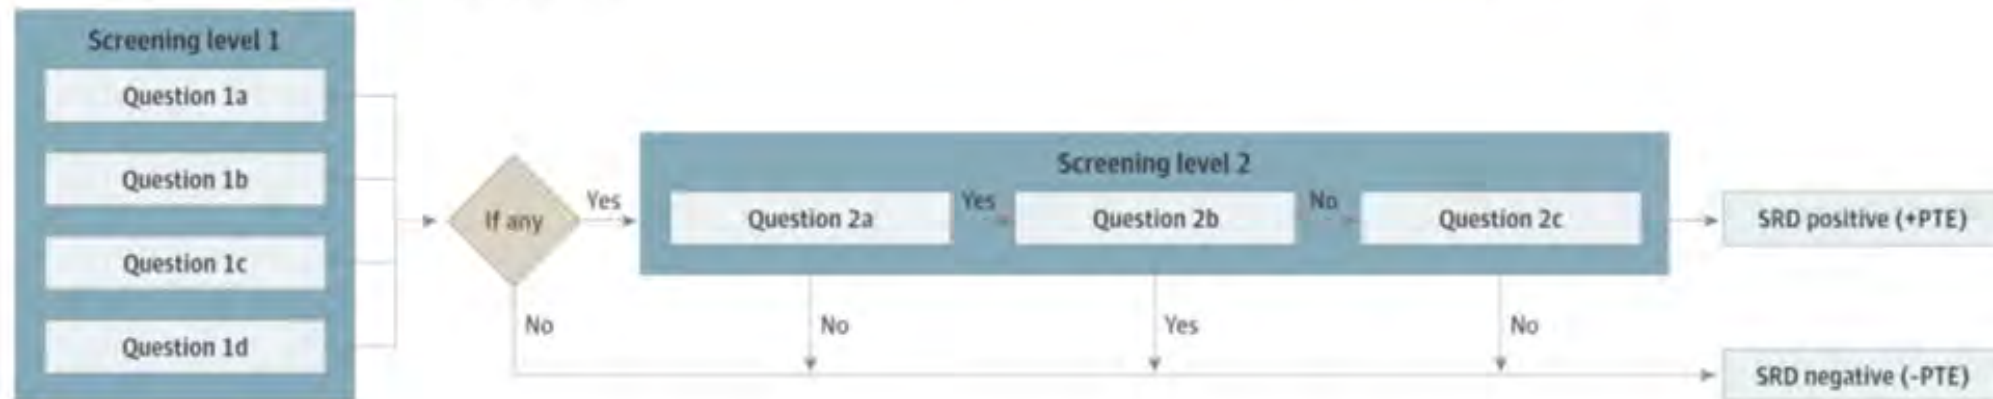 Screening level 1
Question 1a
Question 1b
Question 1c
Question 1d
If any
Yes
No
Screening level 2
Question 2a
Yes
Question 2b
No
Question 2c
No
Yes
No
SRD positive (+PTE)
SRD negative (-PTE)